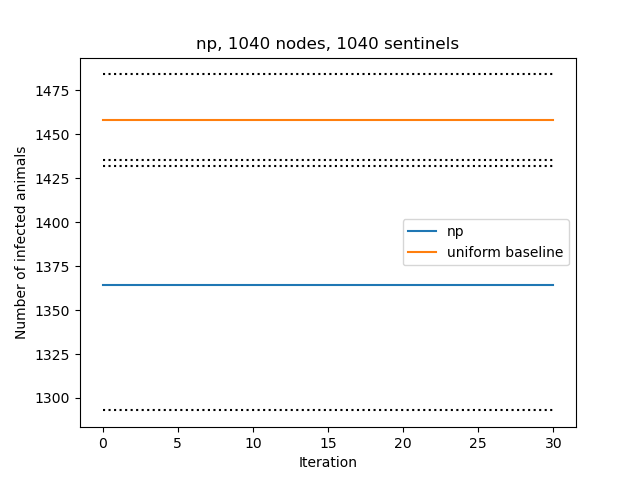 np, 1040 nodes, 1040 sentinels
Number of infected animals
1475
1450
1425
1400
1375
1350
1325
1300
np
uniform baseline
0 5 10 15 20 25 30
Iteration